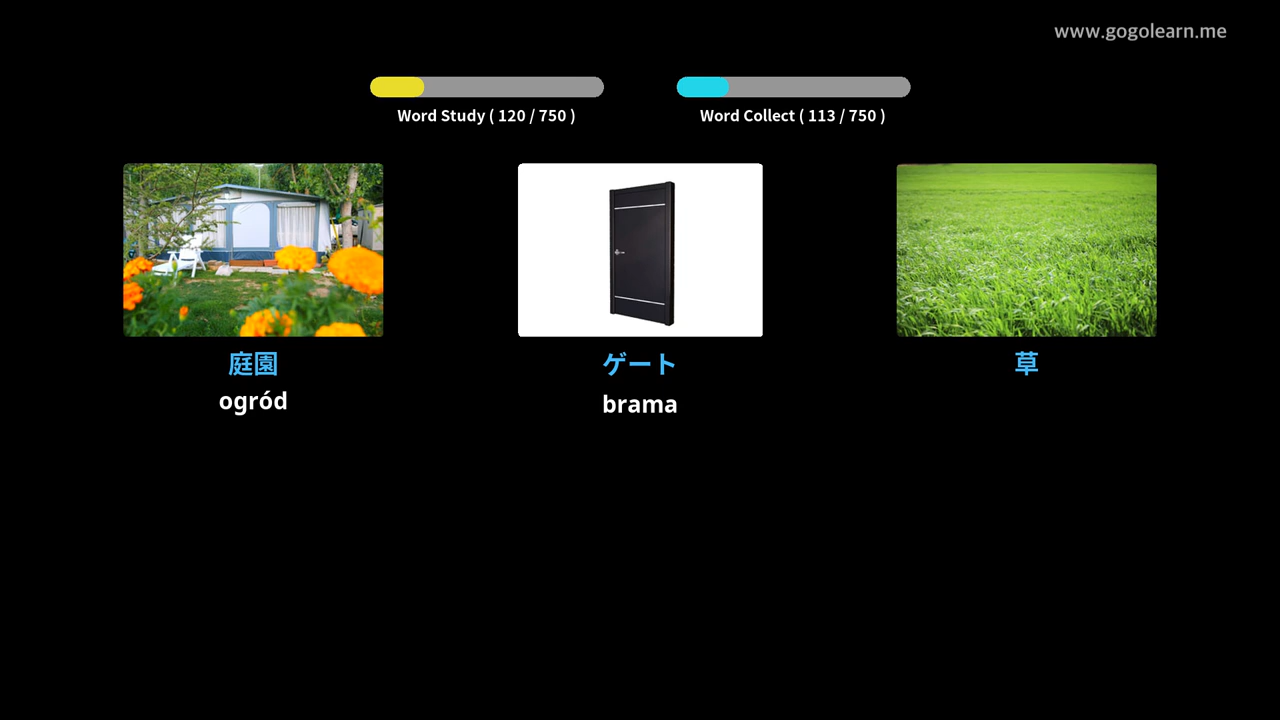 www.gogolearn.me
Word Study ( 120 / 750 )
Word Collect ( 113 / 750 )
庭園
ogród
ゲート
brama
草